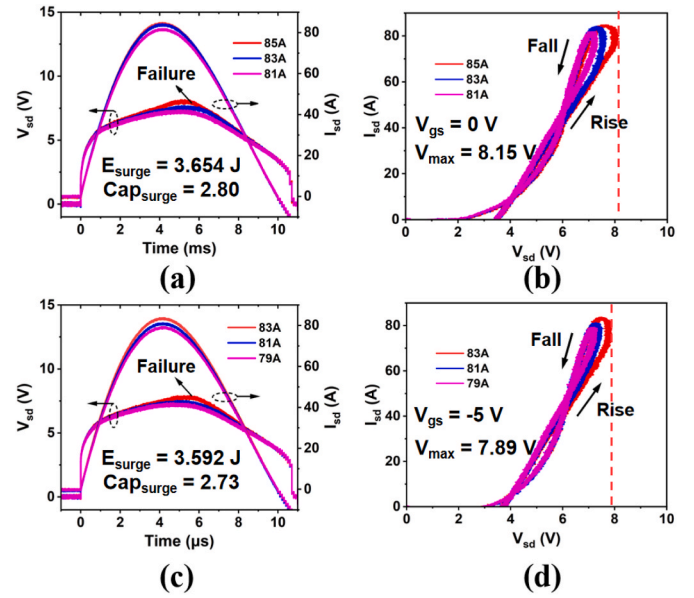 (a)
15
10
5
0
V_sd (V)
100
80
60
40
20
0
I_sd (A)
85A
83A
81A
Failure
E_surge = 3.654 J
Cap_surge = 2.80
0 2 4 6 8 10
Time (ms)
(b)
100
80
60
40
20
0
I_sd (A)
85A
83A
81A
Fall
Rise
V_gs = 0 V
V_max = 8.15 V
0 2 4 6 8 10
V_sd (V)
(a)
(b)
15
10
5
0
V_sd (V)
100
80
60
40
20
0
I_sd (A)
83A
81A
79A
Failure
E_surge = 3.592 J
Cap_surge = 2.73
0 2 4 6 8 10
Time (μs)
100
80
60
40
20
0
I_sd (A)
83A
81A
79A
Fall
Rise
V_gs = -5 V
V_max = 7.89 V
0 2 4 6 8 10
V_sd (V)
(c)
(d)